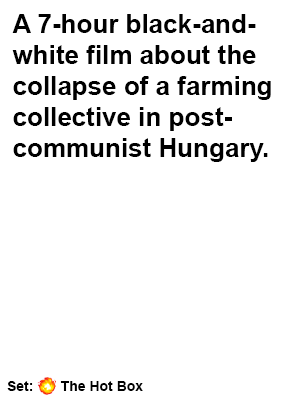 A 7-hour black-and-
white film about the
collapse of a farming
collective in post-
communist Hungary.
Set: The Hot Box